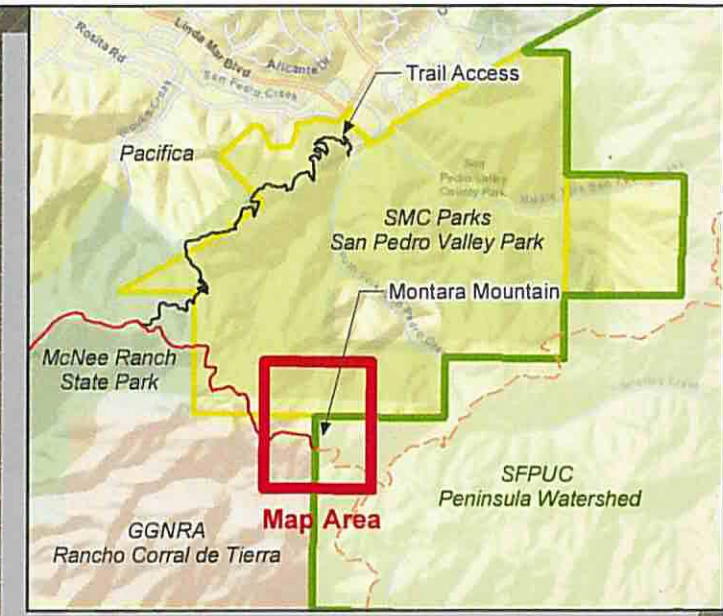 Rosita Rd
Linda Mar Blvd
Alicante Dr
San Pedro Creek
Trail Access
Pacifica
San
Pedro Valley
County Park
SMC Parks
San Pedro Valley Park
Montara Mountain
McNee Ranch
State Park
SFPUC
Peninsula Watershed
Map Area
GGNRA
Rancho Corral de Tierra